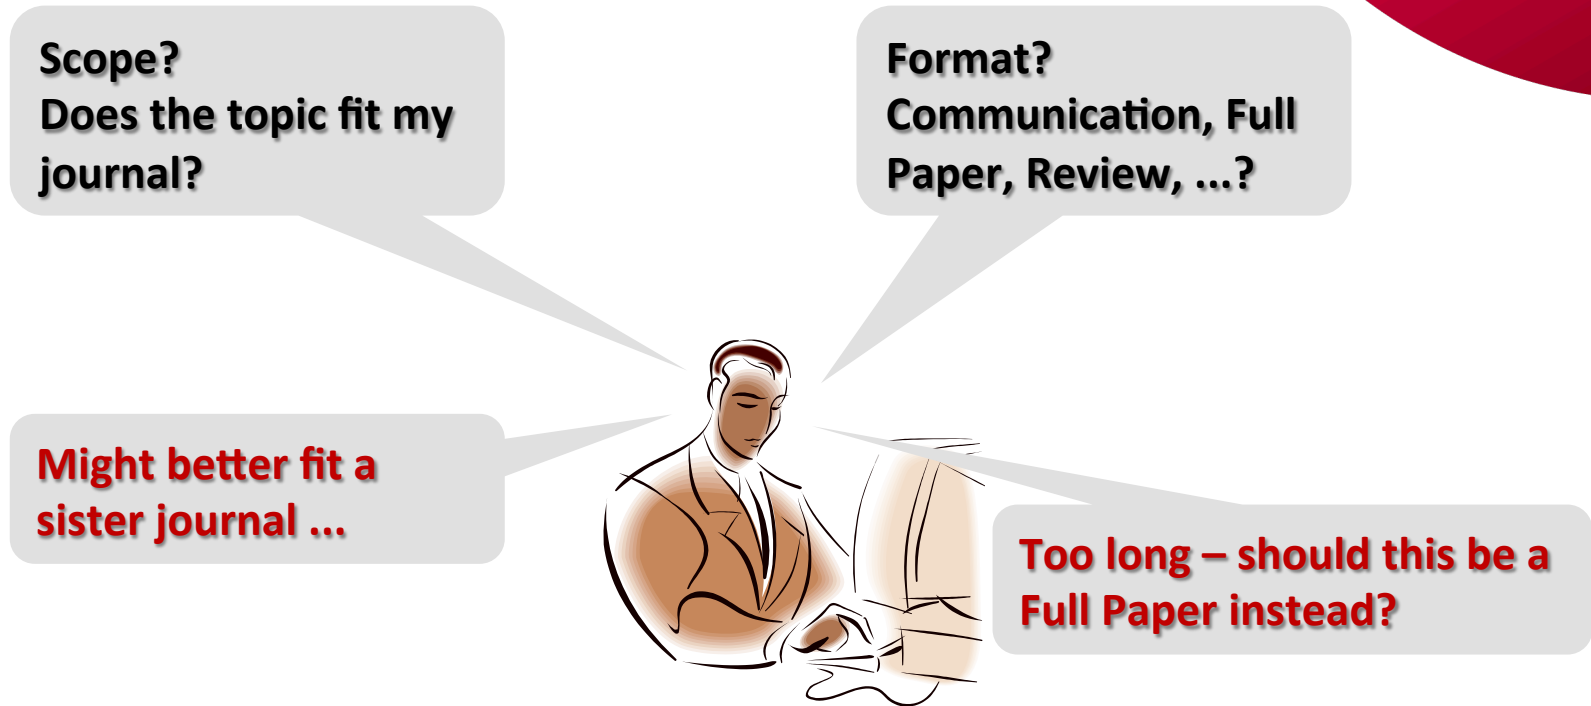 Scope?
Does the topic fit my
journal?
Format?
Communication, Full
Paper, Review, ...?
Might better fit a
sister journal ...
Too long – should this be a
Full Paper instead?